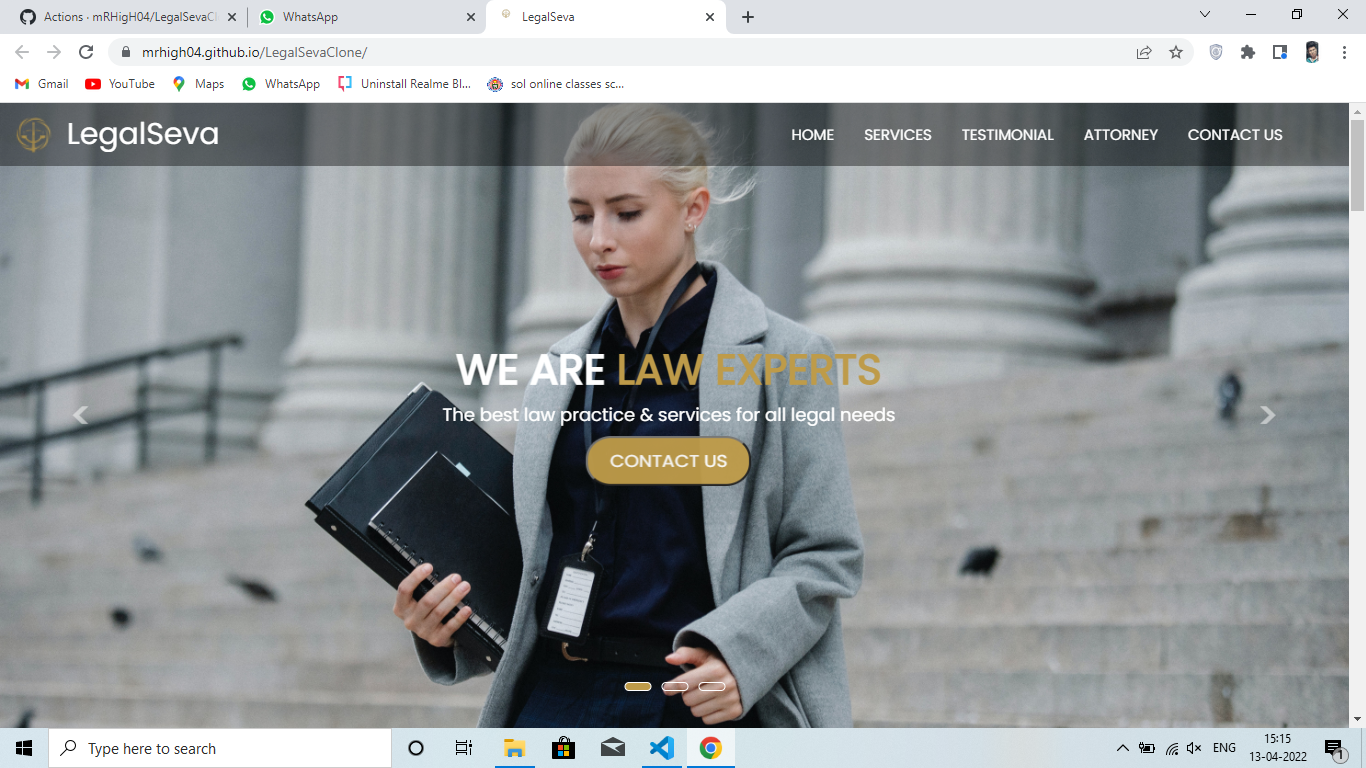 Actions · mRHigH04/LegalSevaCl
WhatsApp
LegalSeva
mrhigh04.github.io/LegalSevaClone/
Gmail
YouTube
Maps
WhatsApp
Uninstall Realme Bl...
sol online classes sc...
LegalSeva
HOME
SERVICES
TESTIMONIAL
ATTORNEY
CONTACT US
WE ARE LAW EXPERTS
The best law practice & services for all legal needs
CONTACT US
Type here to search
ENG
15:15
13-04-2022
1